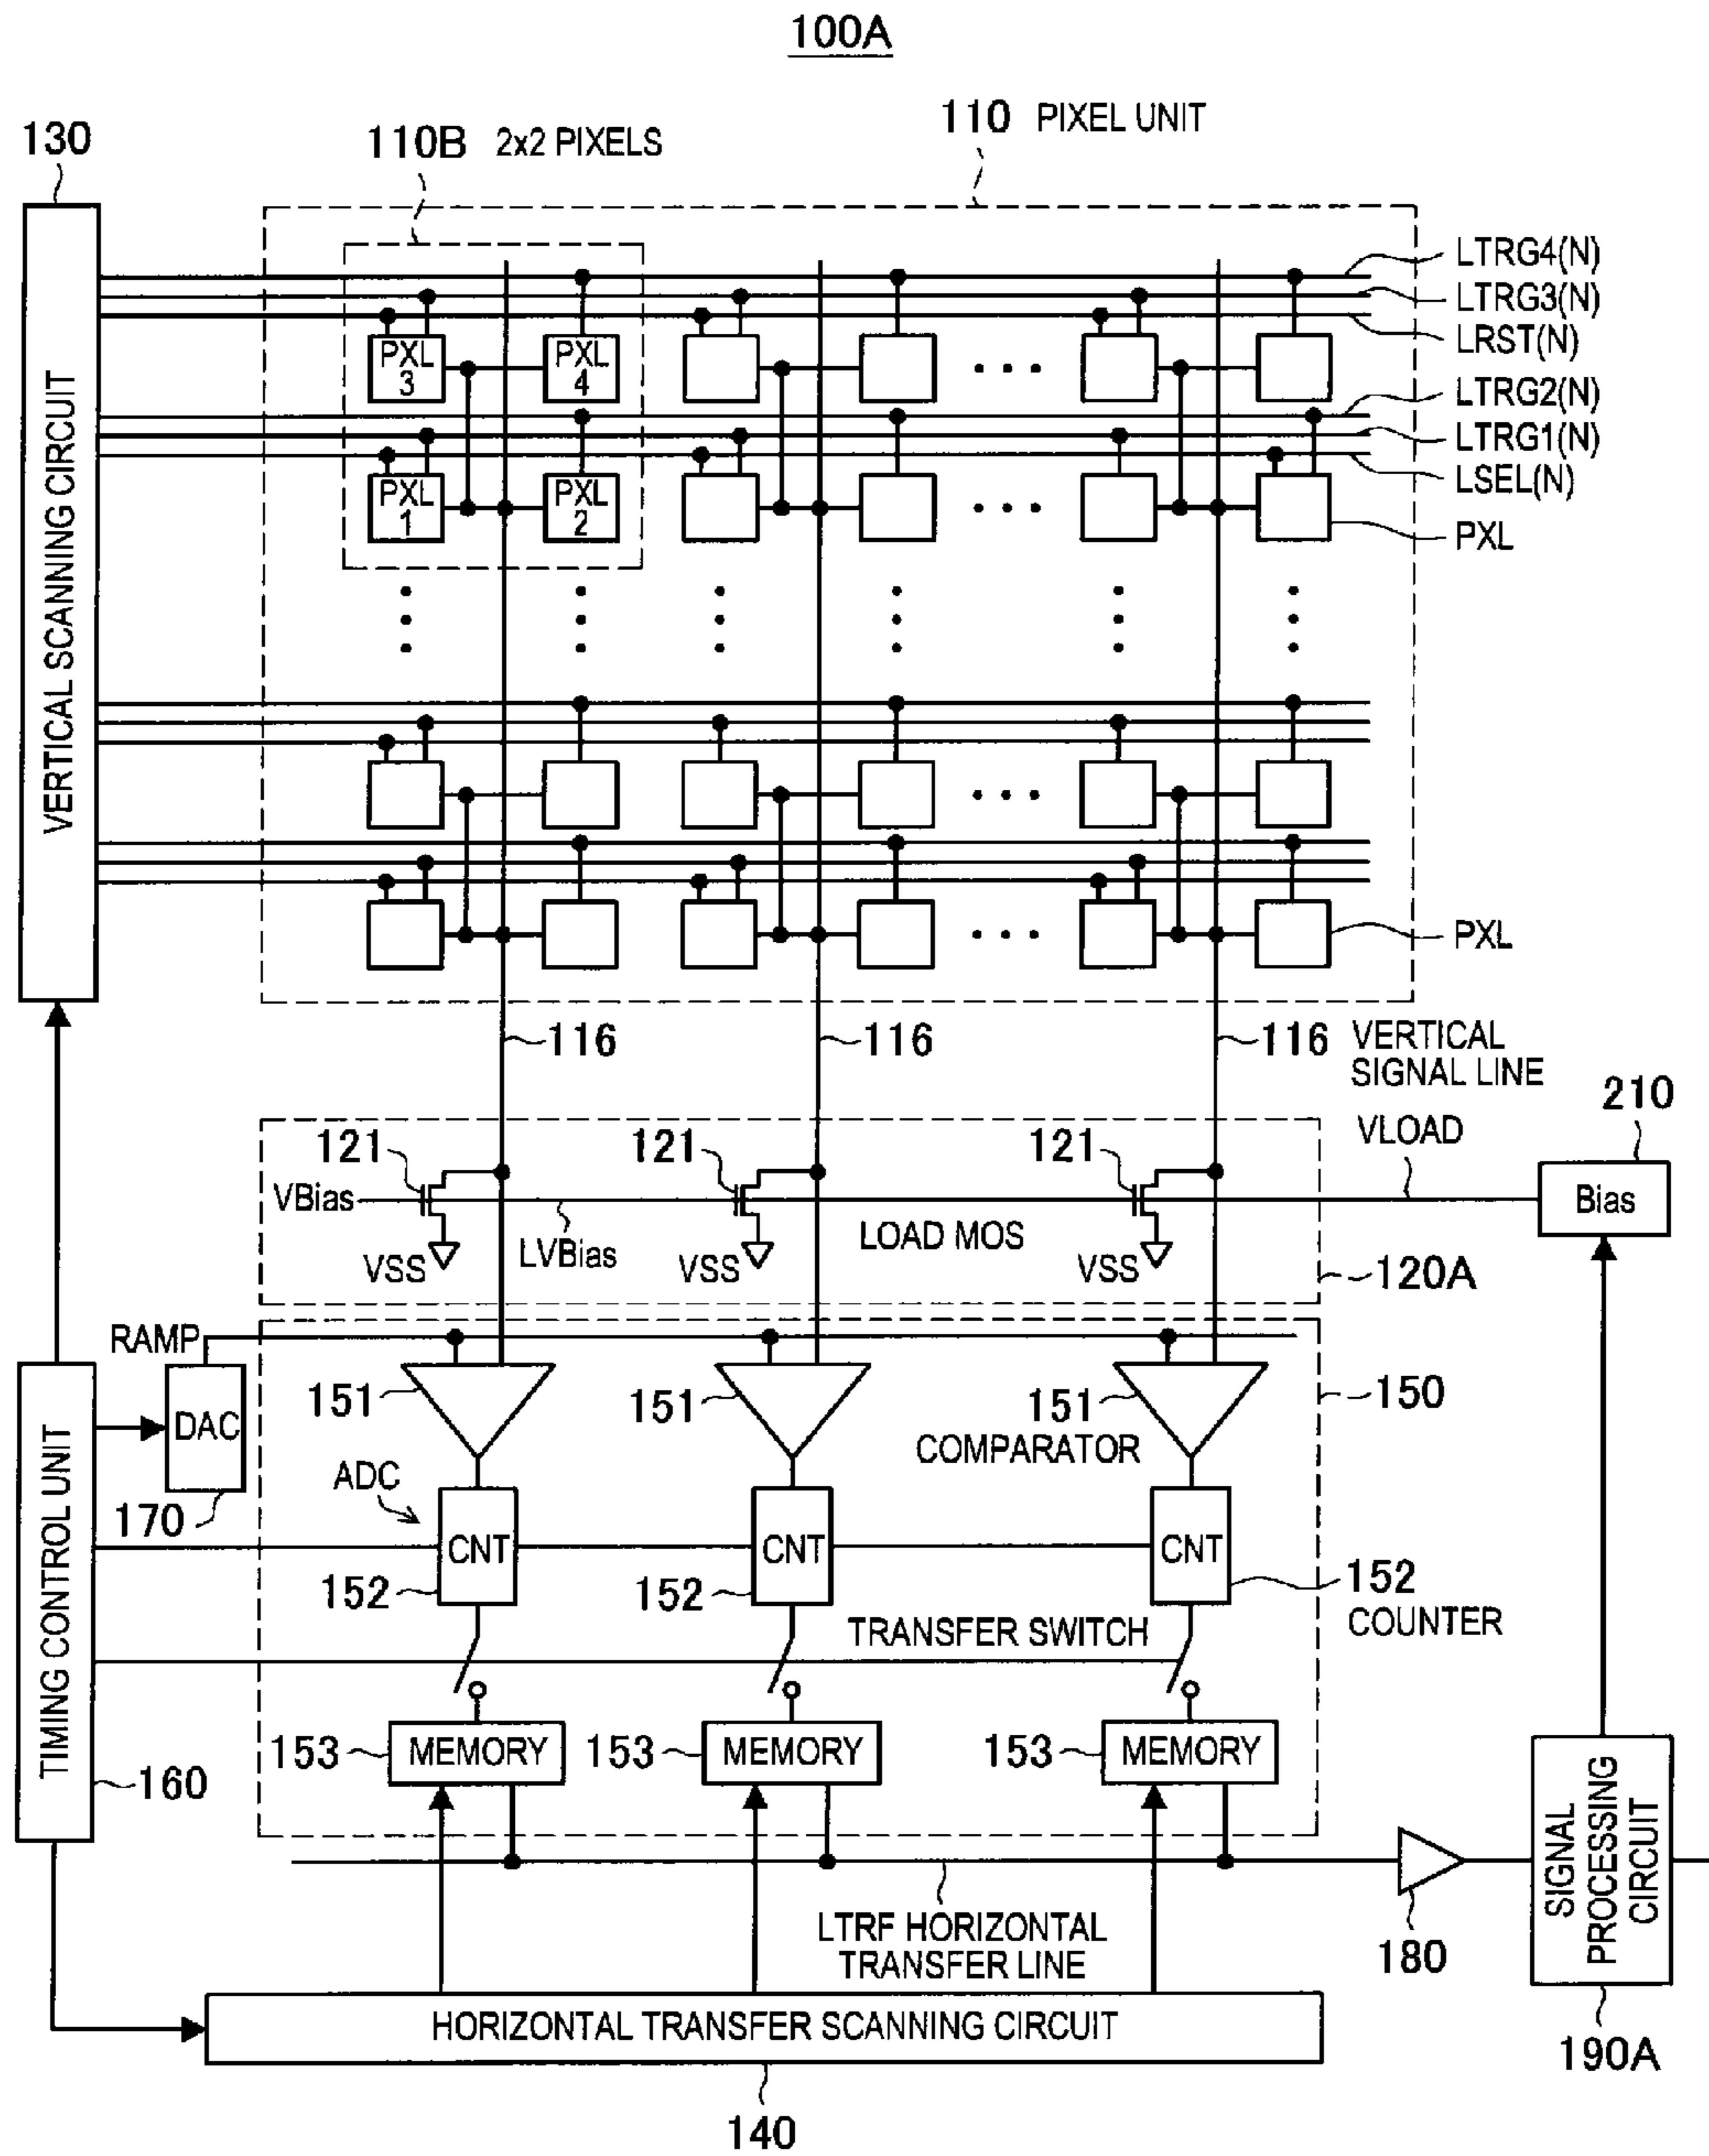 100A
130
110B 2x2 PIXELS
110 PIXEL UNIT
VERTICAL SCANNING CIRCUIT
LTRG4(N)
LTRG3(N)
LRST(N)
PXL
3
PXL
4
LTRG2(N)
LTRG1(N)
LSEL(N)
PXL
1
PXL
2
PXL
PXL
116
116
116
VERTICAL
SIGNAL LINE
210
VLOAD
121
121
121
VBias
Bias
LVBias
LOAD MOS
VSS
VSS
VSS
120A
RAMP
DAC
170
151
151
151
COMPARATOR
150
TIMING CONTROL UNIT
160
ADC
CNT
CNT
CNT
152
152
152
COUNTER
TRANSFER SWITCH
153
MEMORY
153
MEMORY
153
MEMORY
SIGNAL
PROCESSING
CIRCUIT
LTRF HORIZONTAL
TRANSFER LINE
180
190A
HORIZONTAL TRANSFER SCANNING CIRCUIT
140